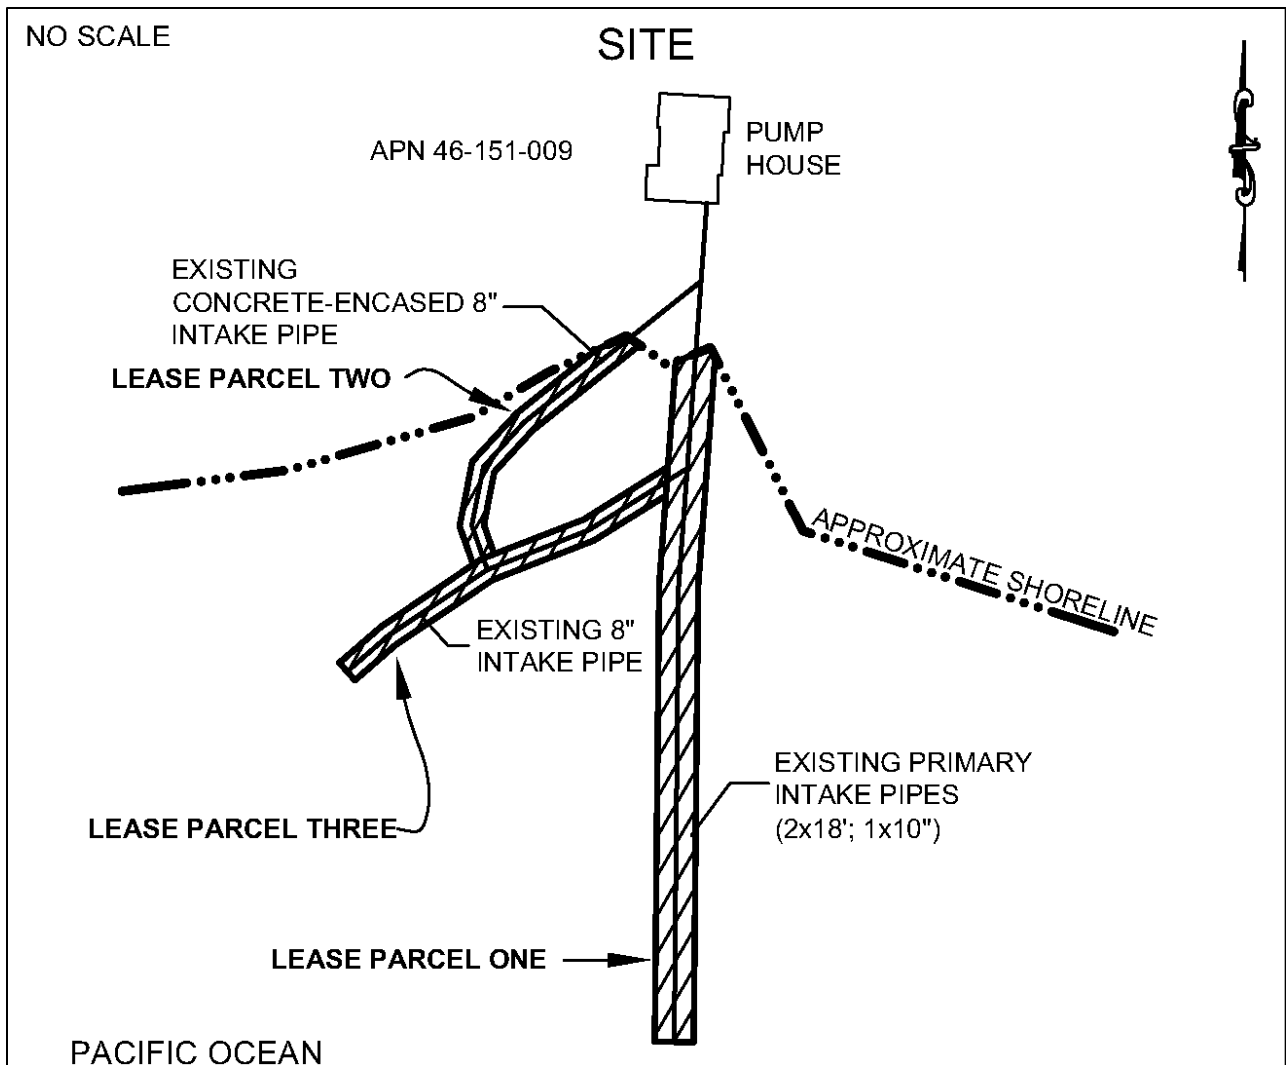 NO SCALE
SITE
APN 46-151-009
PUMP
HOUSE
EXISTING
CONCRETE-ENCASED 8"
INTAKE PIPE
LEASE PARCEL TWO
APPROXIMATE SHORELINE
EXISTING 8"
INTAKE PIPE
EXISTING PRIMARY
INTAKE PIPES
(2x18'; 1x10")
LEASE PARCEL THREE
LEASE PARCEL ONE
PACIFIC OCEAN